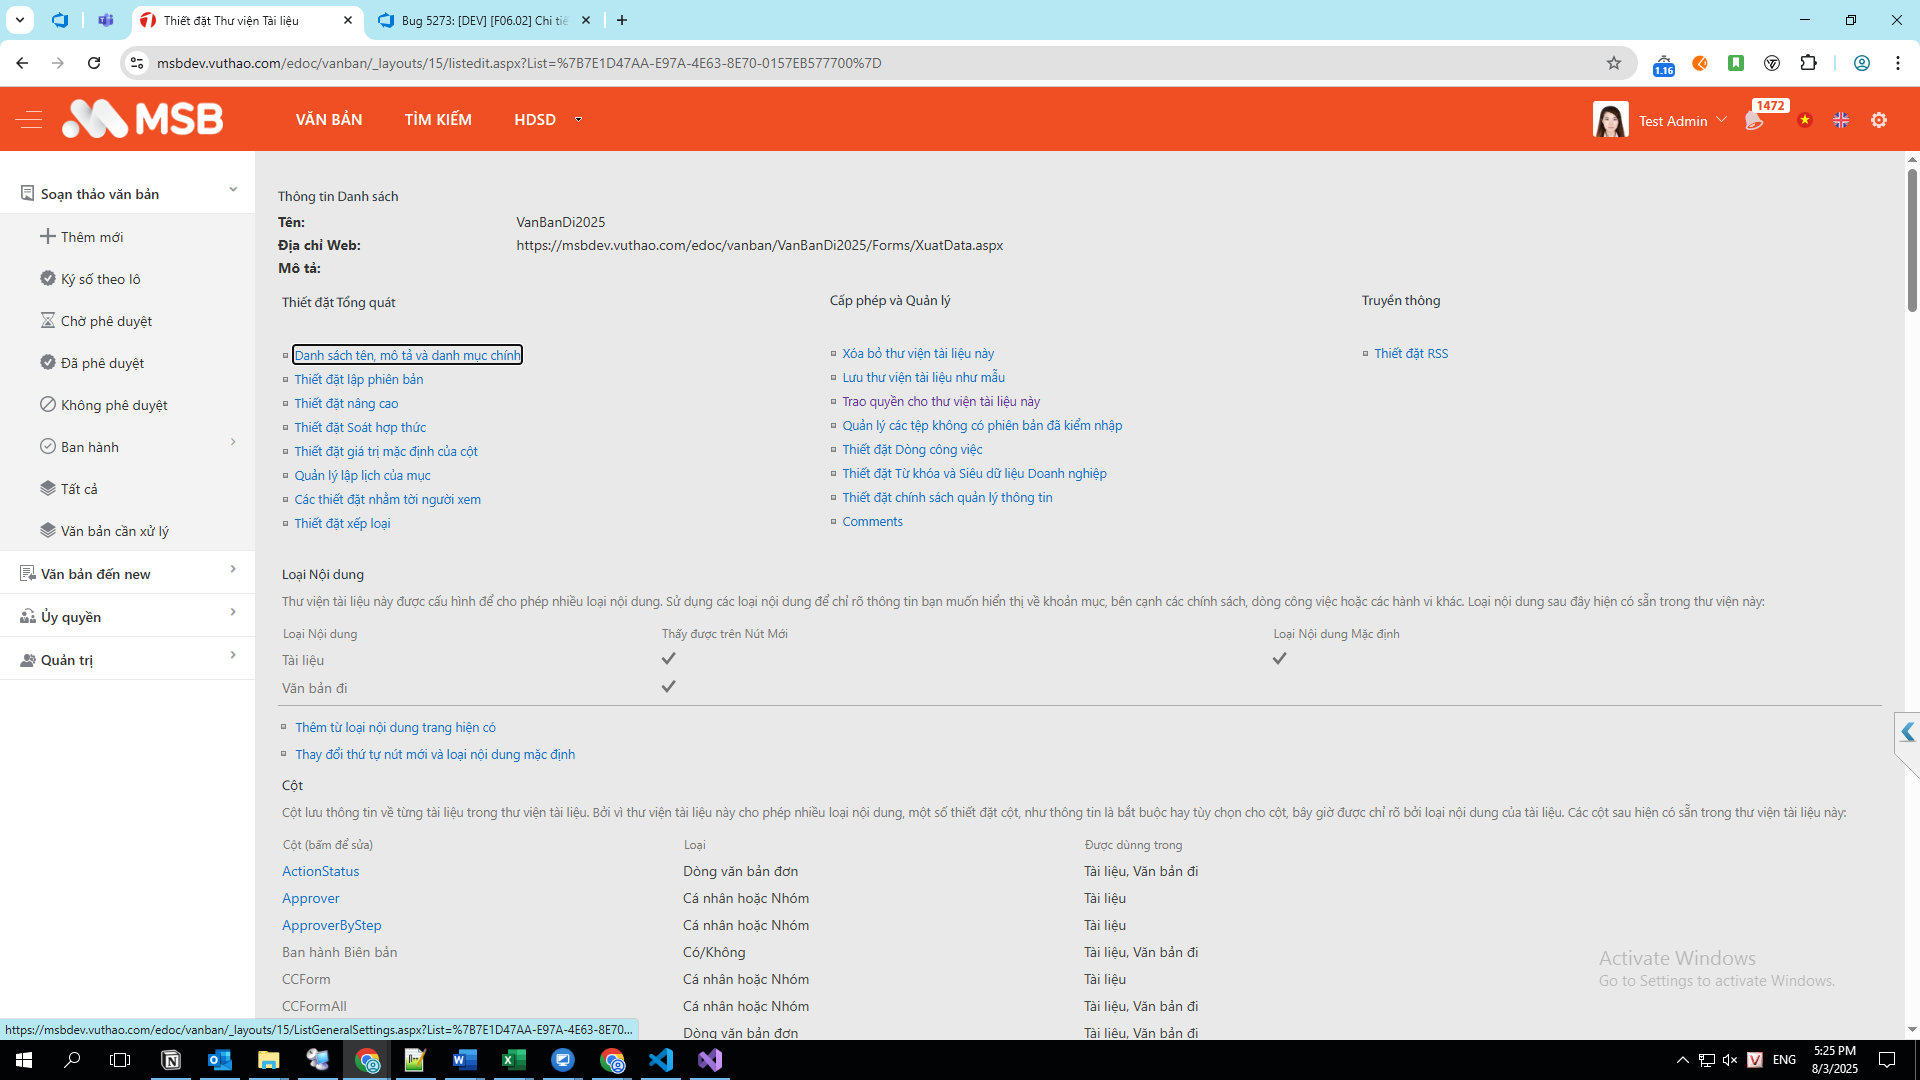 Thiết đặt Thư viện Tài liệu
Bug 5273: [DEV] [F06.02] Chi tiế
msbdev.vuthao.com/edoc/vanban/_layouts/15/listedit.aspx?List=%7B7E1D47AA-E97A-4E63-8E70-0157EB577700%7D
1.16
MSB
VĂN BẢN
TÌM KIẾM
HDSD
Test Admin
1472
Soạn thảo văn bản
Thêm mới
Ký số theo lô
Chờ phê duyệt
Đã phê duyệt
Không phê duyệt
Ban hành
Tất cả
Văn bản cần xử lý
Văn bản đến new
Ủy quyền
Quản trị
Thông tin Danh sách
Tên: VanBanDi2025
Địa chỉ Web: https://msbdev.vuthao.com/edoc/vanban/VanBanDi2025/Forms/XuatData.aspx
Mô tả:
Thiết đặt Tổng quát
Danh sách tên, mô tả và danh mục chính
Thiết đặt lập phiên bản
Thiết đặt nâng cao
Thiết đặt Soát hợp thức
Thiết đặt giá trị mặc định của cột
Quản lý lập lịch của mục
Các thiết đặt nhằm tới người xem
Thiết đặt xếp loại
Cấp phép và Quản lý
Xóa bỏ thư viện tài liệu này
Lưu thư viện tài liệu như mẫu
Trao quyền cho thư viện tài liệu này
Quản lý các tệp không có phiên bản đã kiểm nhập
Thiết đặt Dòng công việc
Thiết đặt Từ khóa và Siêu dữ liệu Doanh nghiệp
Thiết đặt chính sách quản lý thông tin
Comments
Truyền thông
Thiết đặt RSS
Loại Nội dung
Thư viện tài liệu này được cấu hình để cho phép nhiều loại nội dung. Sử dụng các loại nội dung để chỉ rõ thông tin bạn muốn hiển thị về khoản mục, bên cạnh các chính sách, dòng công việc hoặc các hành vi khác. Loại nội dung sau đây hiện có sẵn trong thư viện này:
Loại Nội dung Thấy được trên Nút Mới Loại Nội dung Mặc định
Tài liệu
Văn bản đi
Thêm từ loại nội dung trang hiện có
Thay đổi thứ tự nút mới và loại nội dung mặc định
Cột
Cột lưu thông tin về từng tài liệu trong thư viện tài liệu. Bởi vì thư viện tài liệu này cho phép nhiều loại nội dung, một số thiết đặt cột, như thông tin là bắt buộc hay tùy chọn cho cột, bây giờ được chỉ rõ bởi loại nội dung của tài liệu. Các cột sau hiện có sẵn trong thư viện tài liệu này:
Cột (bấm để sửa) Loại Được dùnng trong
ActionStatus Dòng văn bản đơn Tài liệu, Văn bản đi
Approver Cá nhân hoặc Nhóm Tài liệu
ApproverByStep Cá nhân hoặc Nhóm Tài liệu
Ban hành Biên bản Có/Không Tài liệu, Văn bản đi
CCForm Cá nhân hoặc Nhóm Tài liệu
CCFormAll Cá nhân hoặc Nhóm Tài liệu, Văn bản đi
Dòng văn bản đơn Tài liệu, Văn bản đi
Activate Windows
Go to Settings to activate Windows.
https://msbdev.vuthao.com/edoc/vanban/_layouts/15/ListGeneralSettings.aspx?List=%7B7E1D47AA-E97A-4E63-8E70...
ENG
5:25 PM
8/3/2025